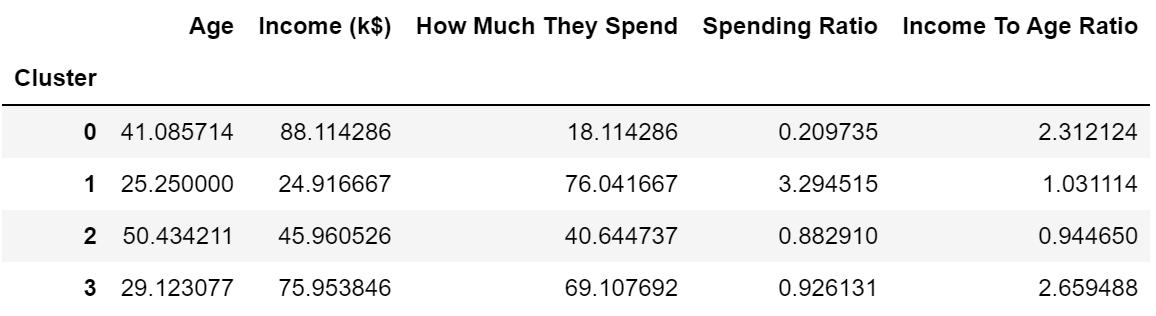 Age Income (k$) How Much They Spend Spending Ratio Income To Age Ratio
Cluster
0 41.085714 88.114286 18.114286 0.209735 2.312124
1 25.250000 24.916667 76.041667 3.294515 1.031114
2 50.434211 45.960526 40.644737 0.882910 0.944650
3 29.123077 75.953846 69.107692 0.926131 2.659488